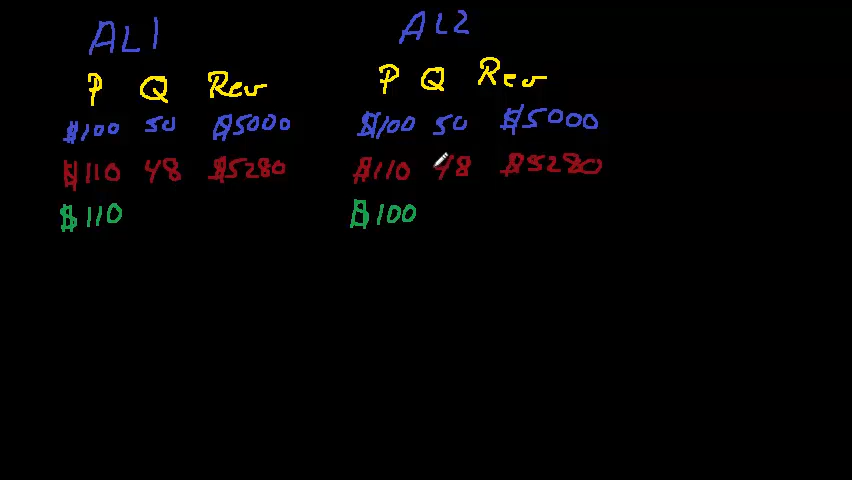 AL1 AL2
P Q Rev P Q Rev
$100 50 $5000 $100 50 $5000
$110 48 $5280 $110 48 $5280
$110 $100